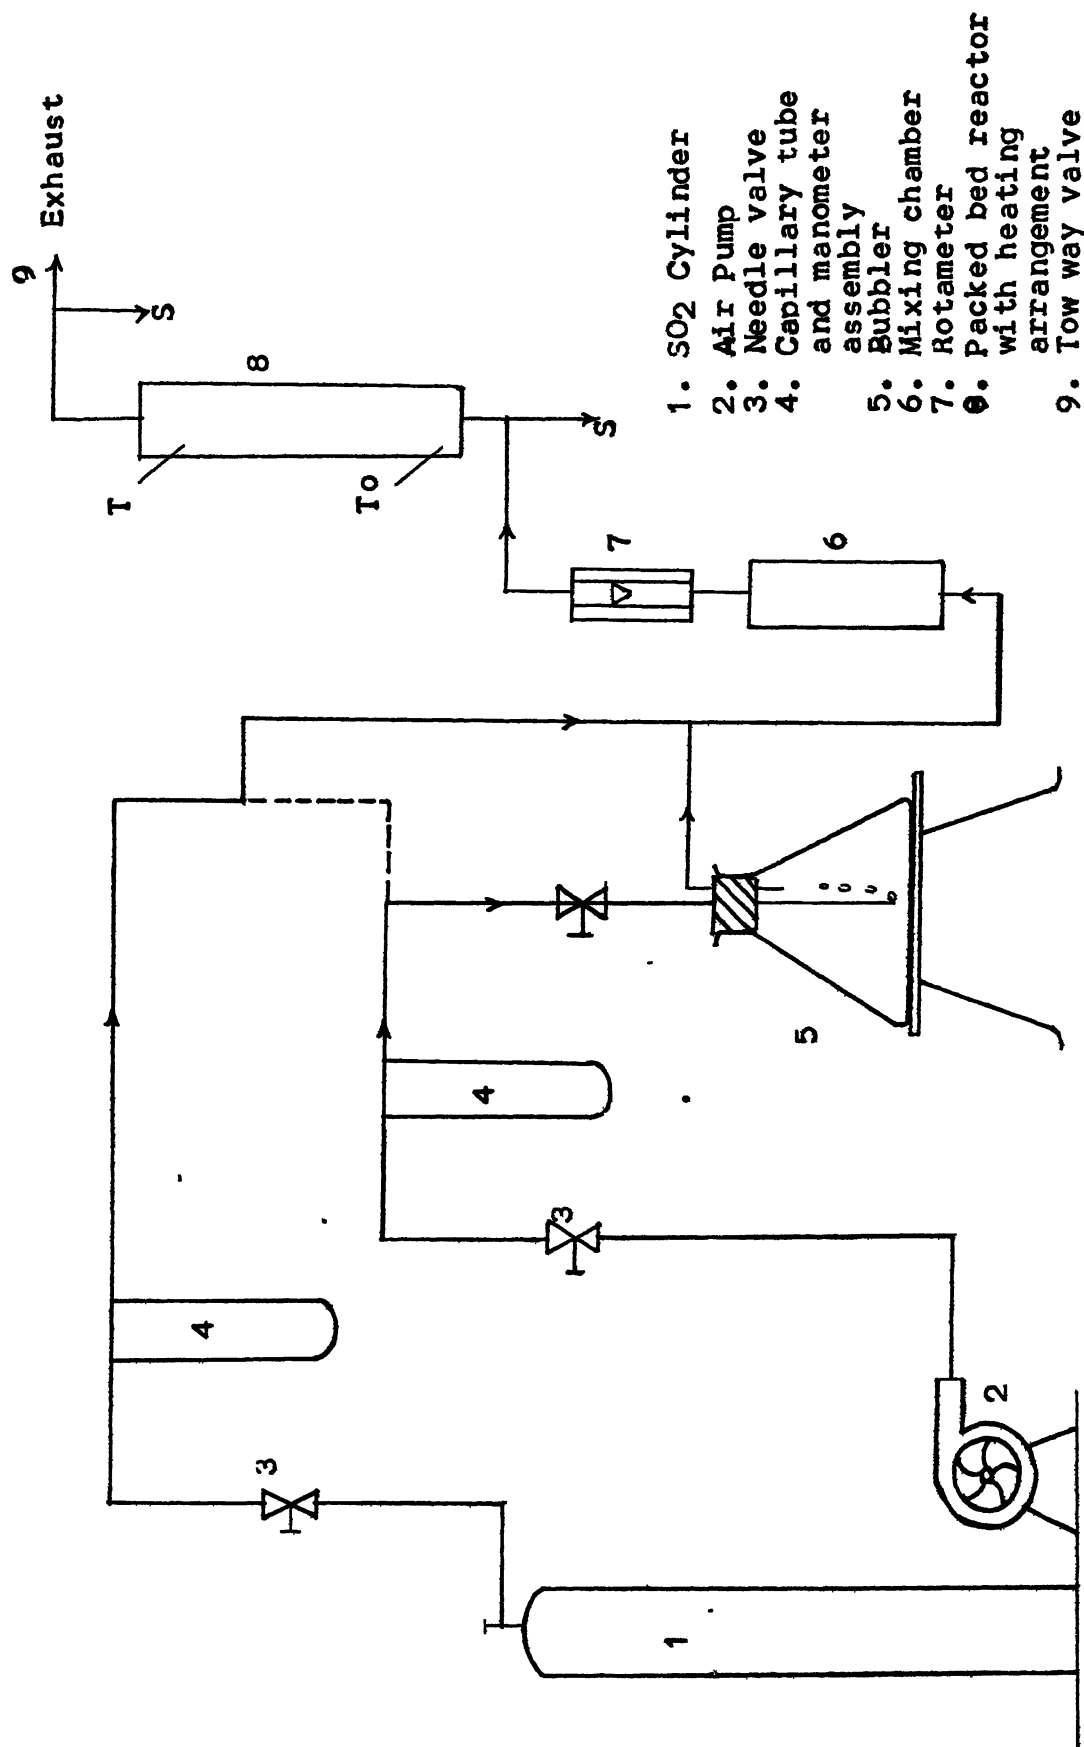 9
Exhaust
S
8
T
To
S
7
6
4
4
3
3
5
2
1
1. SO2 Cylinder
2. Air Pump
3. Needle valve
4. Capillary tube
and manometer
assembly
5. Bubbler
6. Mixing chamber
7. Rotameter
8. Packed bed reactor
with heating
arrangement
9. Tow way valve